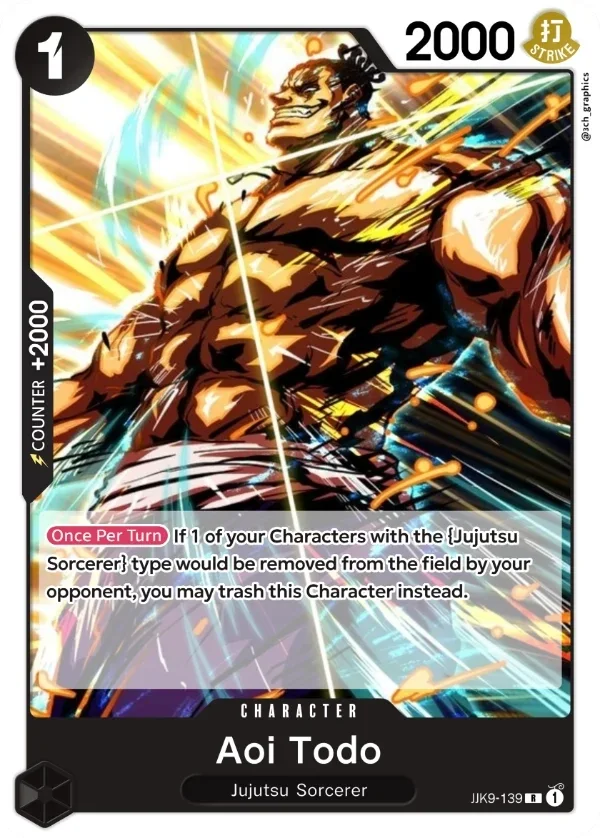 1
2000
打
STRIKE
@jch_graphics
COUNTER +2000
Once Per Turn If 1 of your Characters with the {Jujutsu
Sorcerer} type would be removed from the field by your
opponent, you may trash this Character instead.
CHARACTER
Aoi Todo
Jujutsu Sorcerer
JJK9-139 R 1